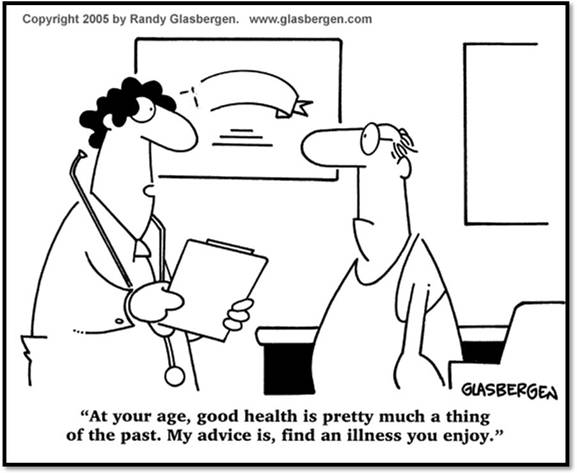 Copyright 2005 by Randy Glasbergen.   www.glasbergen.com
GLASBERGEN
“At your age, good health is pretty much a thing
of the past. My advice is, find an illness you enjoy.”